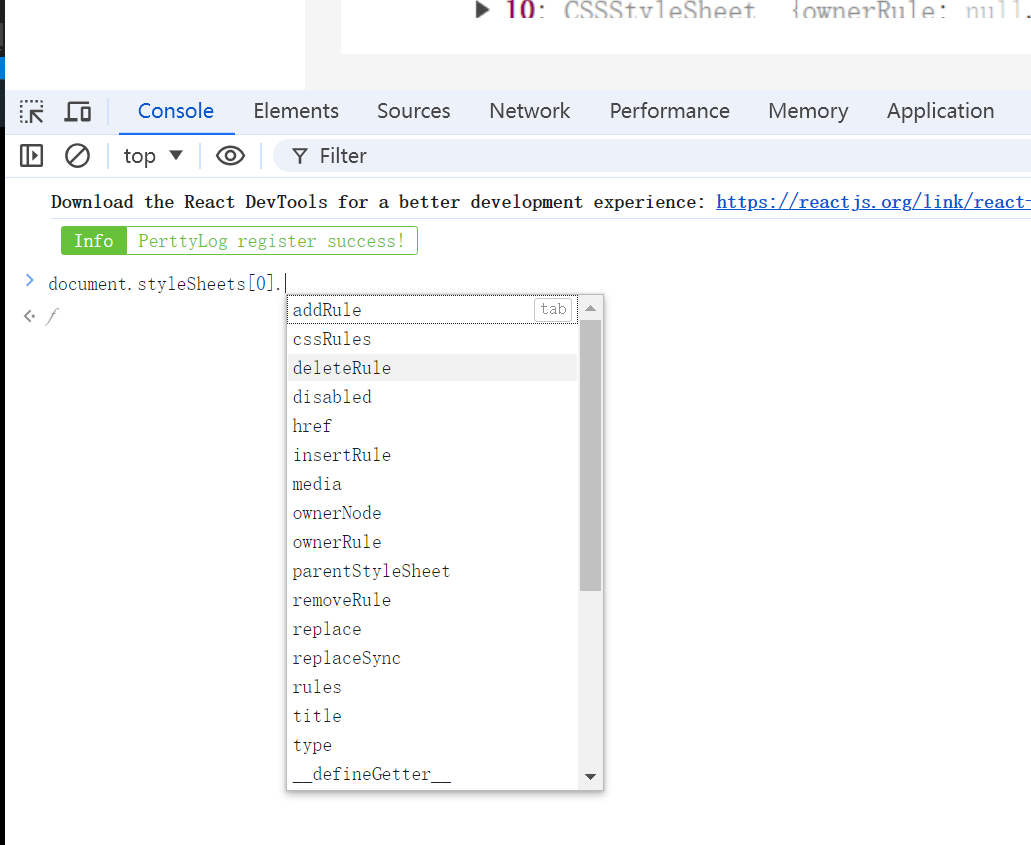 10: CSSStyleSheet {ownerRule: null,
Console Elements Sources Network Performance Memory Application
top Filter
Download the React DevTools for a better development experience: https://reactjs.org/link/react-
Info PerttyLog register success!
document.styleSheets[0].
f
addRule tab
cssRules
deleteRule
disabled
href
insertRule
media
ownerNode
ownerRule
parentStyleSheet
removeRule
replace
replaceSync
rules
title
type
__defineGetter__